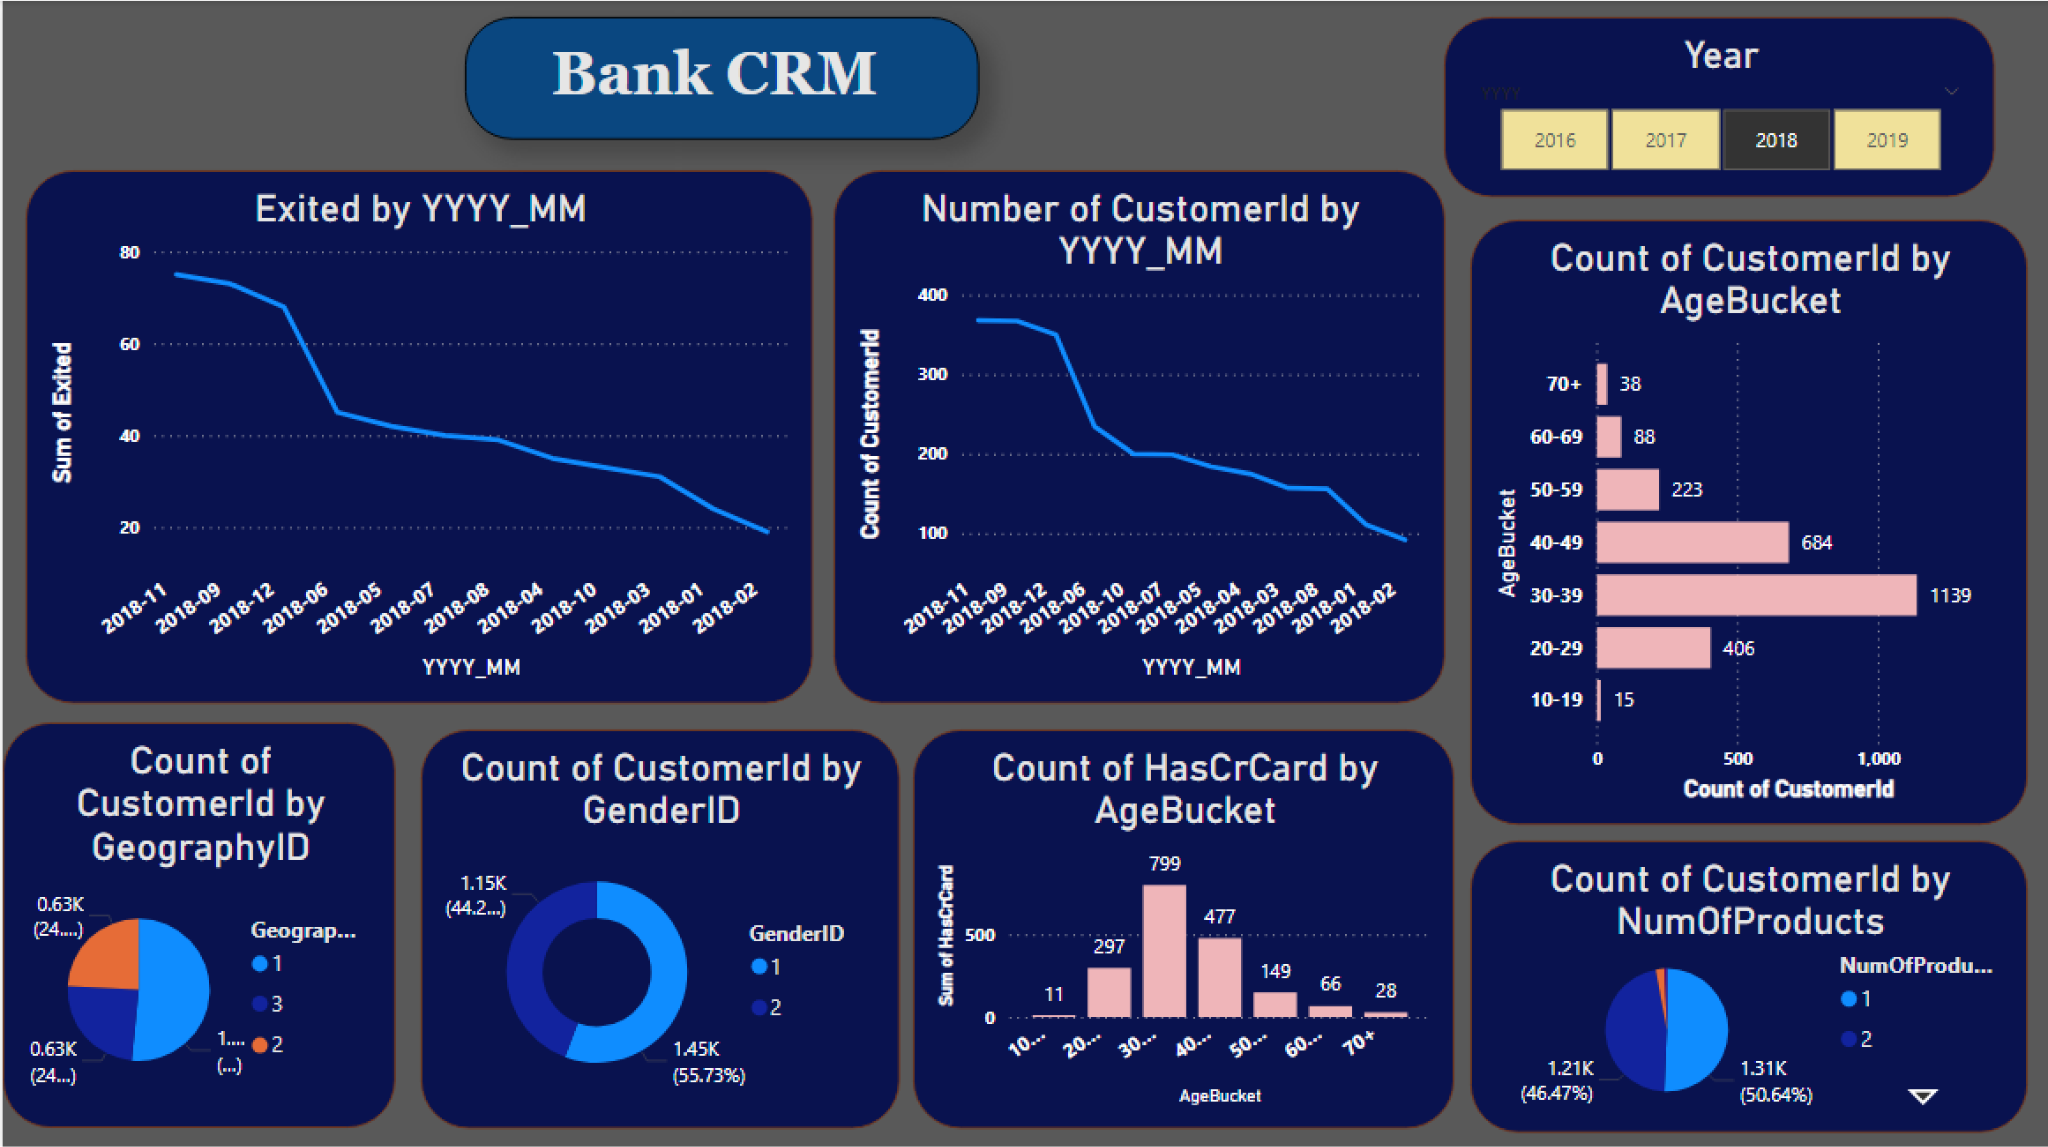 Bank CRM
Year
YYYY
2016
2017
2018
2019
Exited by YYYY_MM
80
60
40
20
Sum of Exited
2018-11
2018-09
2018-12
2018-06
2018-05
2018-07
2018-08
2018-04
2018-10
2018-03
2018-01
2018-02
YYYY_MM
Number of CustomerId by
YYYY_MM
400
300
200
100
Count of CustomerId
2018-11
2018-09
2018-12
2018-06
2018-10
2018-07
2018-05
2018-04
2018-03
2018-08
2018-01
2018-02
YYYY_MM
Count of CustomerId by
AgeBucket
AgeBucket
70+ 38
60-69 88
50-59 223
40-49 684
30-39 1139
20-29 406
10-19 15
0 500 1,000
Count of CustomerId
Count of
CustomerId by
GeographyID
0.63K
(24....)
0.63K
(24...)
1....
(...)
Geograp...
1
3
2
Count of CustomerId by
GenderID
1.15K
(44.2...)
1.45K
(55.73%)
GenderID
1
2
Count of HasCrCard by
AgeBucket
Sum of HasCrCard
500
0
11
297
799
477
149
66
28
10...
20...
30...
40...
50...
60...
70+
AgeBucket
Count of CustomerId by
NumOfProducts
1.21K
(46.47%)
1.31K
(50.64%)
NumOfProdu...
1
2